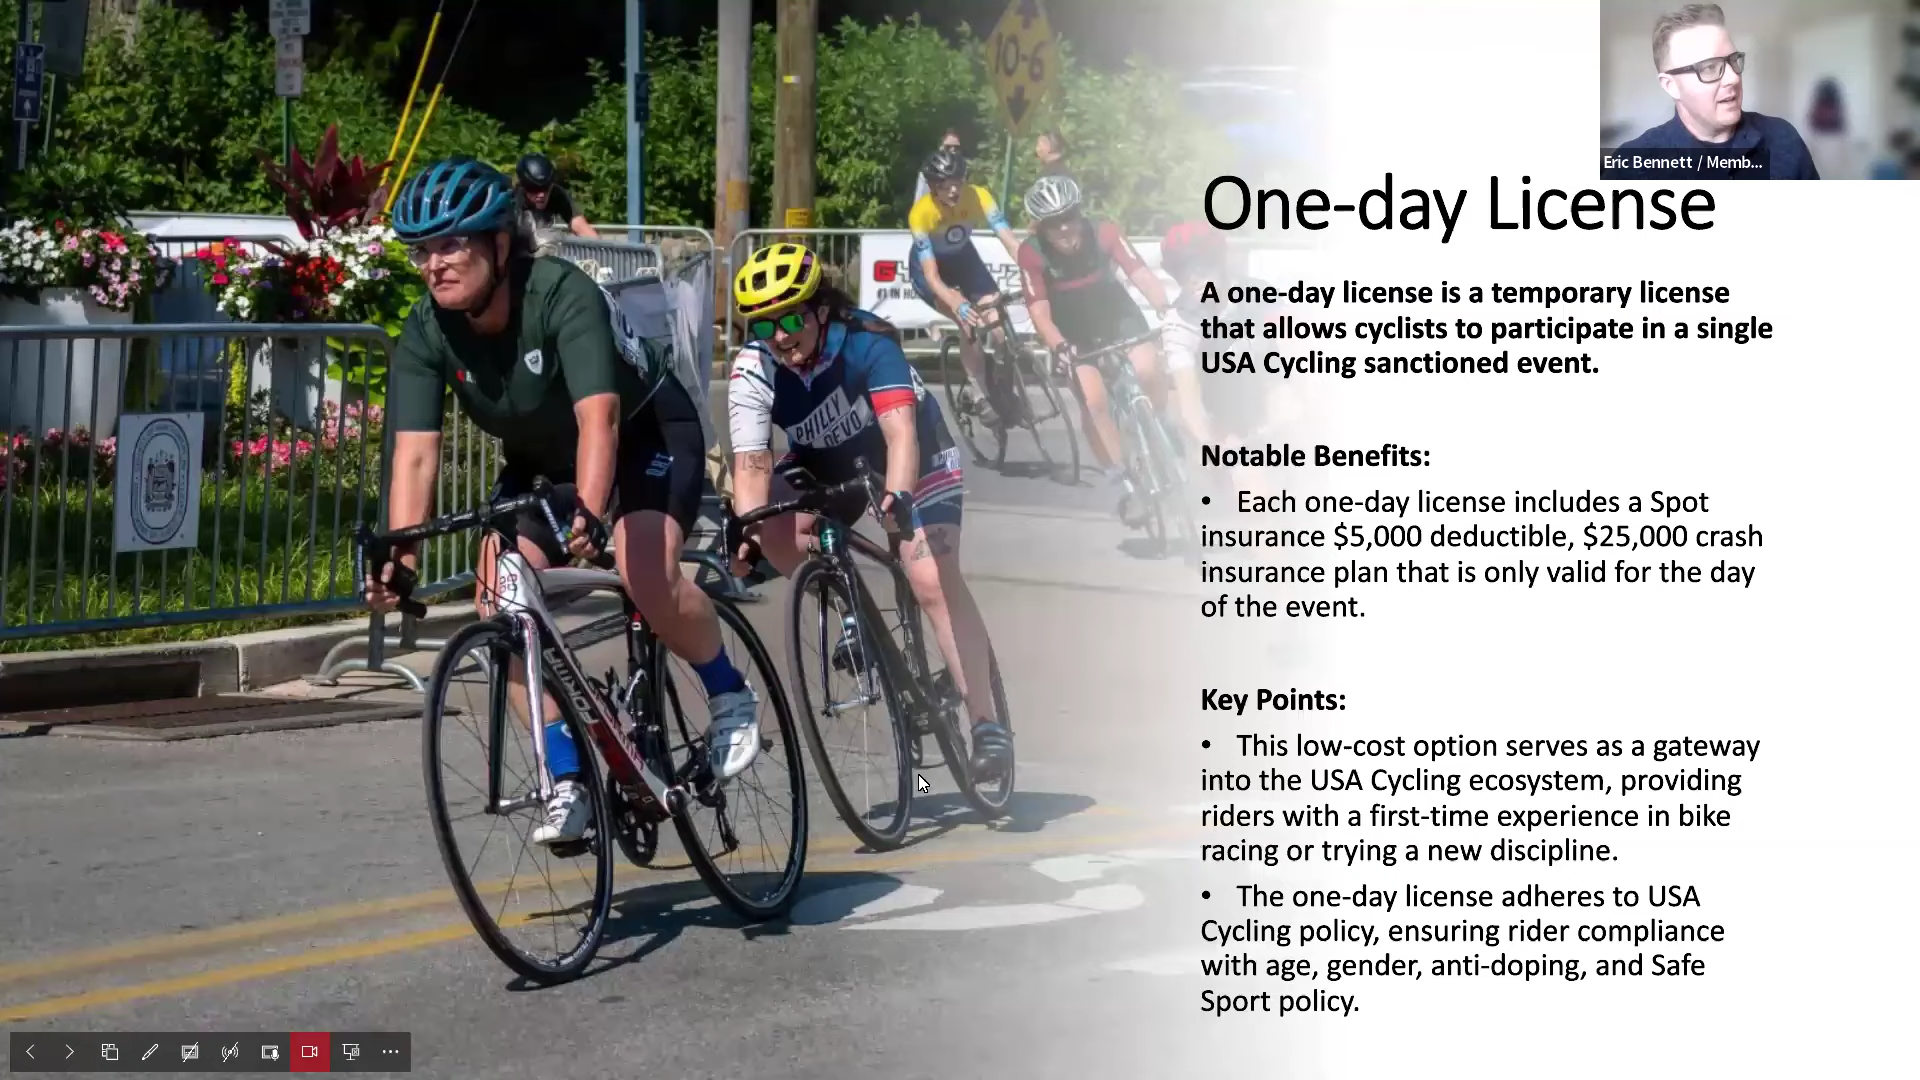 Eric Bennett / Memb...
One-day License
A one-day license is a temporary license
that allows cyclists to participate in a single
USA Cycling sanctioned event.
Notable Benefits:
• Each one-day license includes a Spot
insurance $5,000 deductible, $25,000 crash
insurance plan that is only valid for the day
of the event.
Key Points:
• This low-cost option serves as a gateway
into the USA Cycling ecosystem, providing
riders with a first-time experience in bike
racing or trying a new discipline.
• The one-day license adheres to USA
Cycling policy, ensuring rider compliance
with age, gender, anti-doping, and Safe
Sport policy.
10-6
PHILLY
DEVO